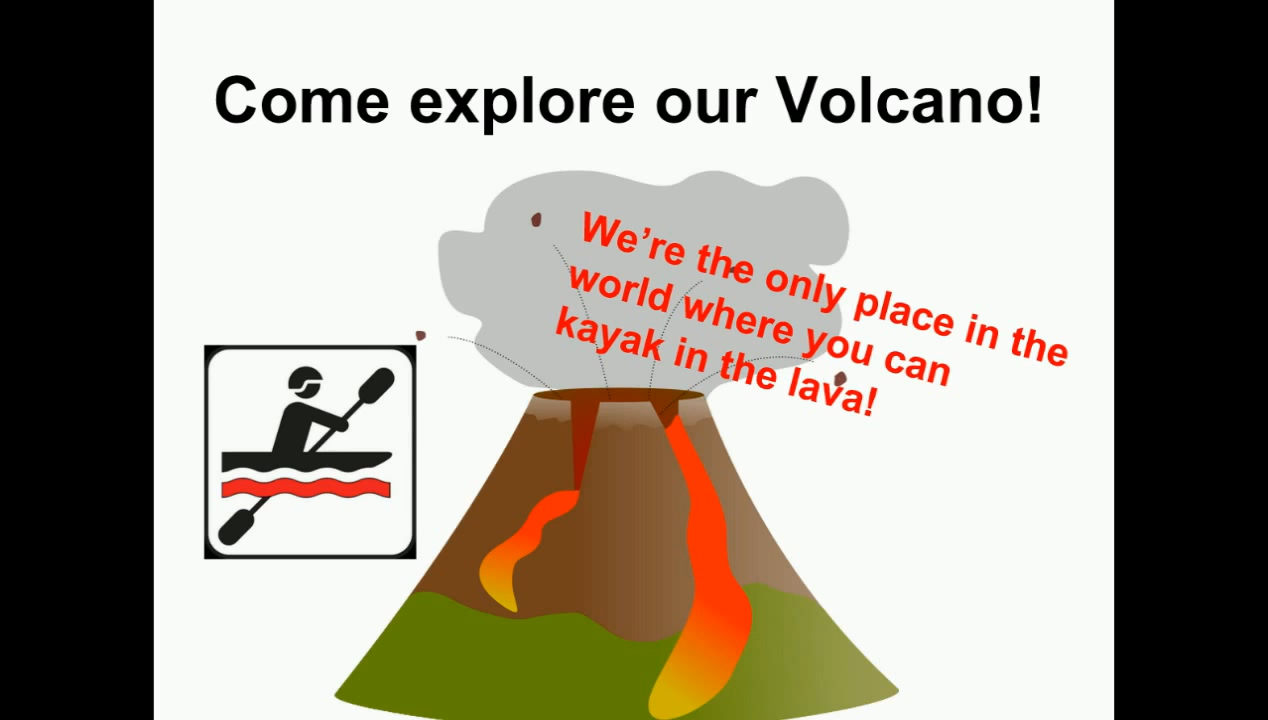 Come explore our Volcano!
We’re the only place in the
world where you can
kayak in the lava!